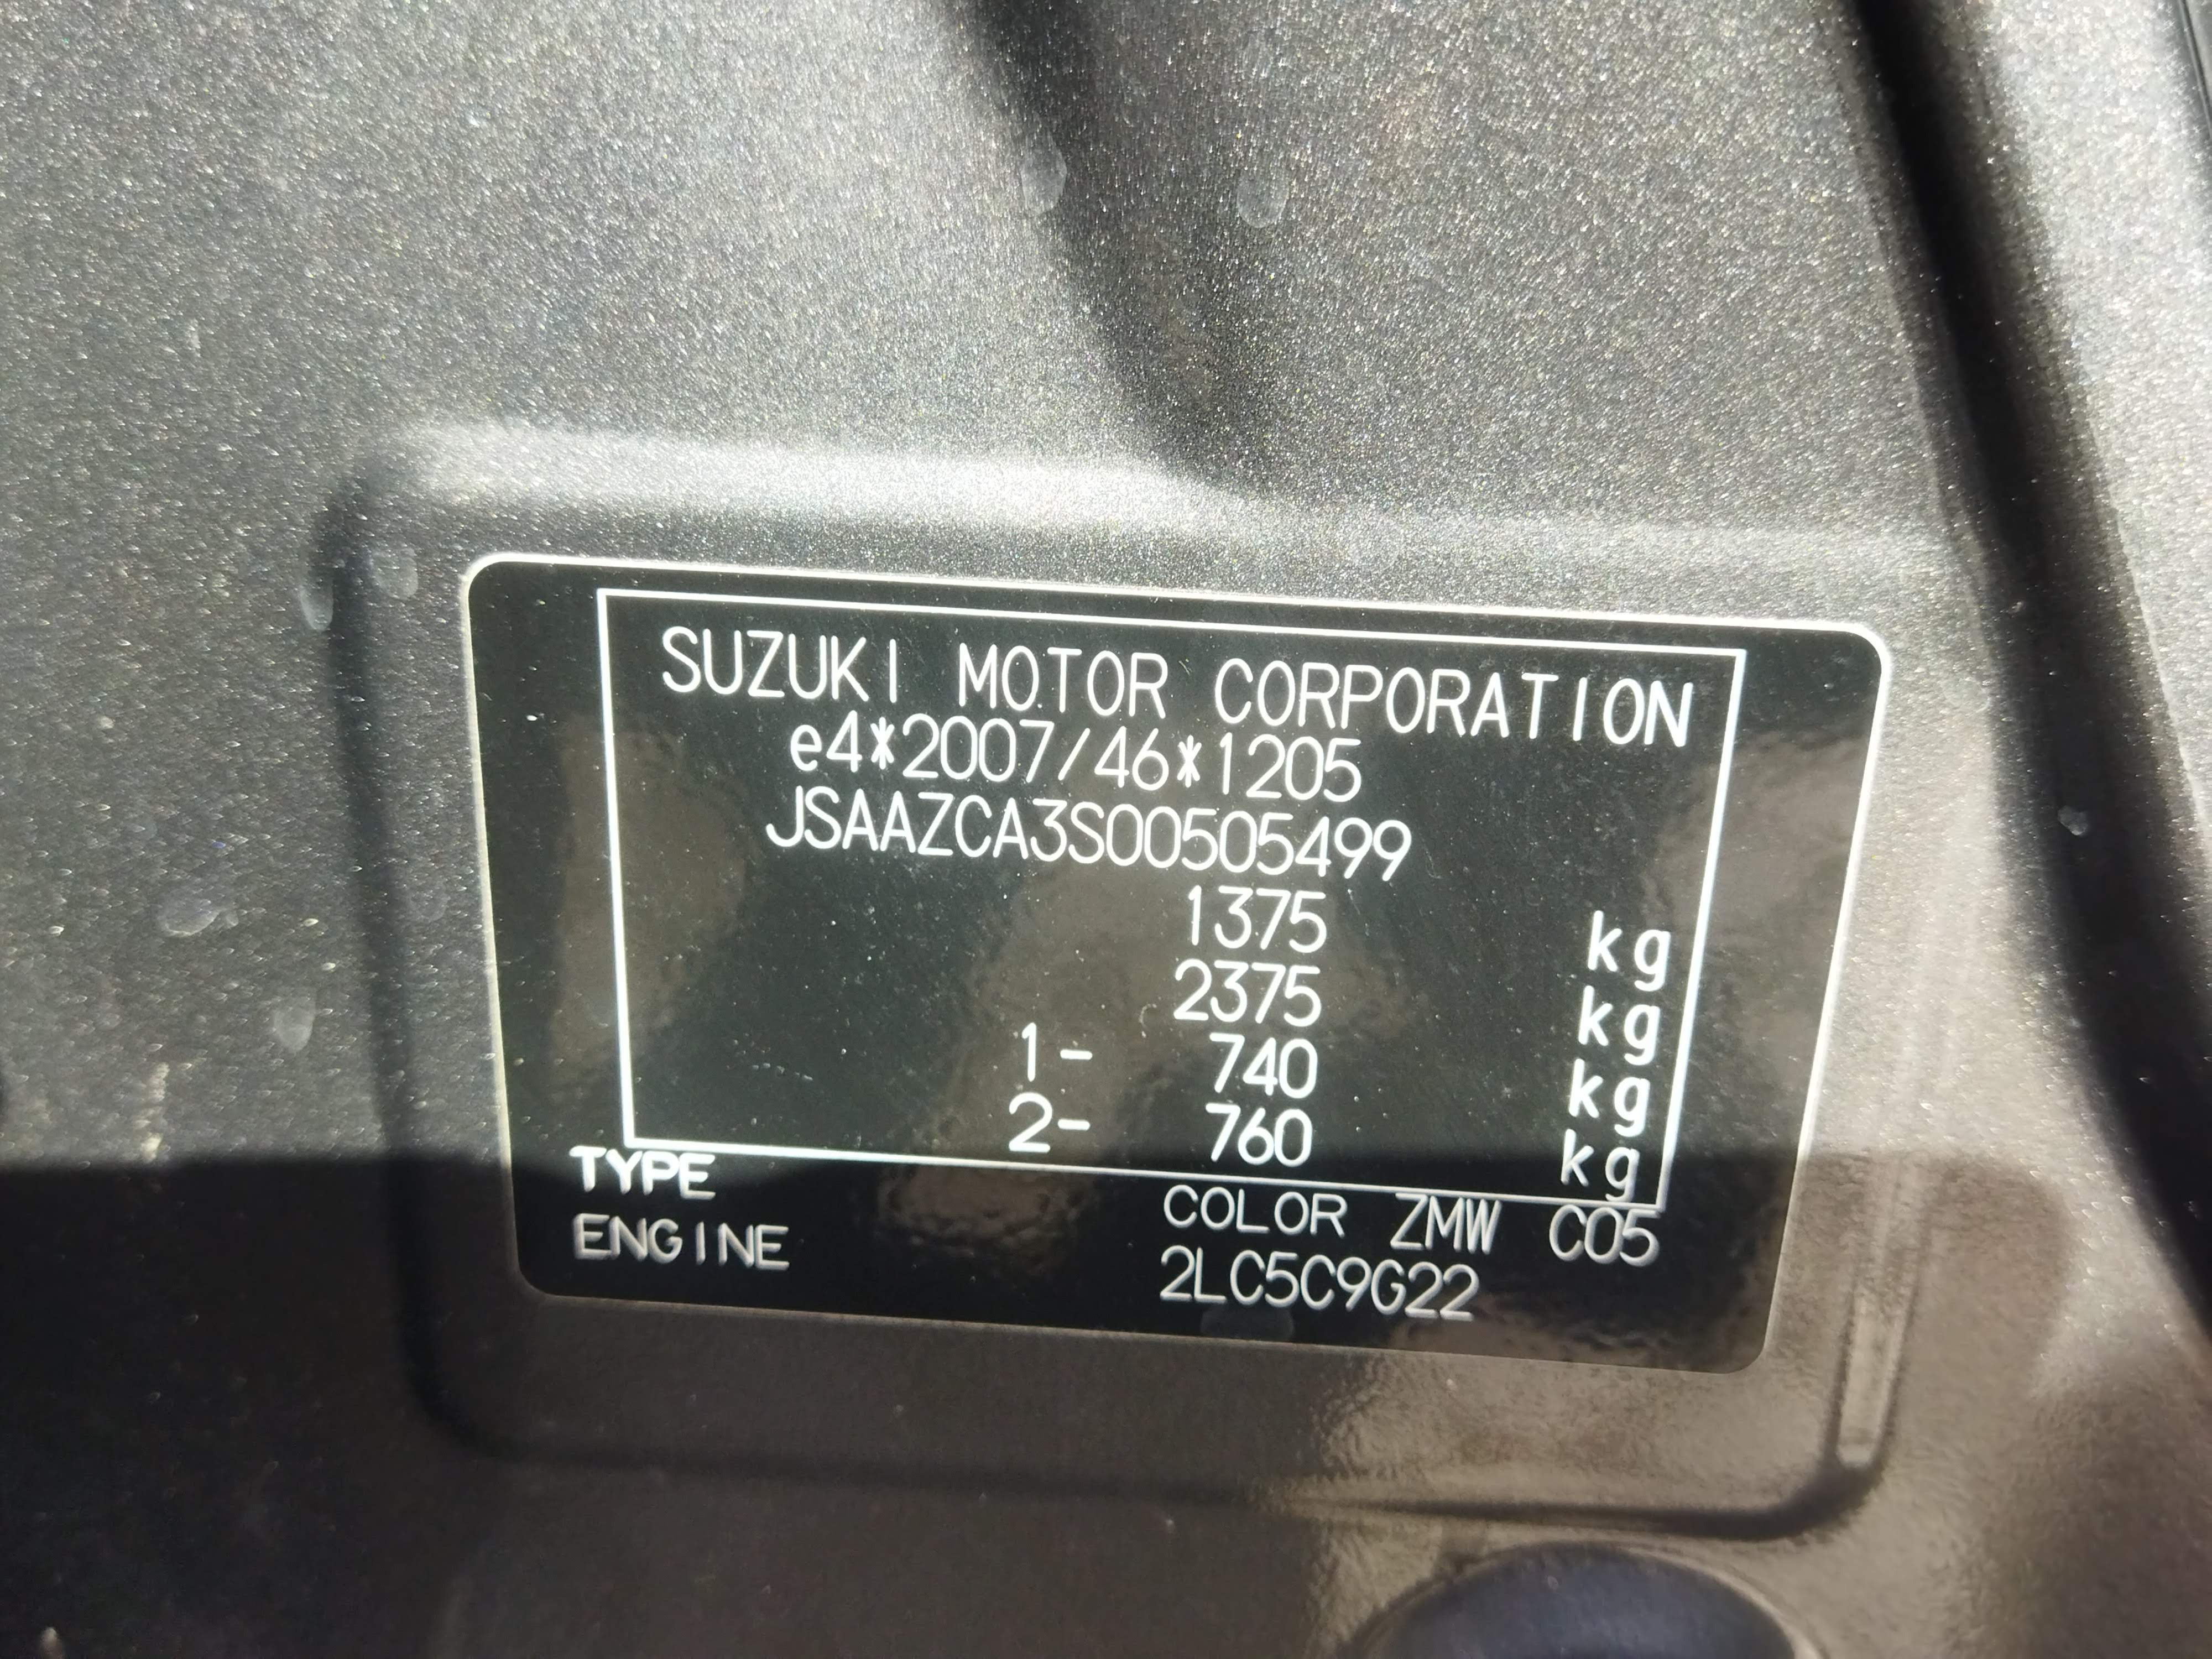 SUZUKI MOTOR CORPORATION
e4*2007/46*1205
JSAAZCA3S00505499
1375 kg
2375 kg
1- 740 kg
2- 760 kg
TYPE
COLOR ZMW C05
ENGINE 2LC5C9G22